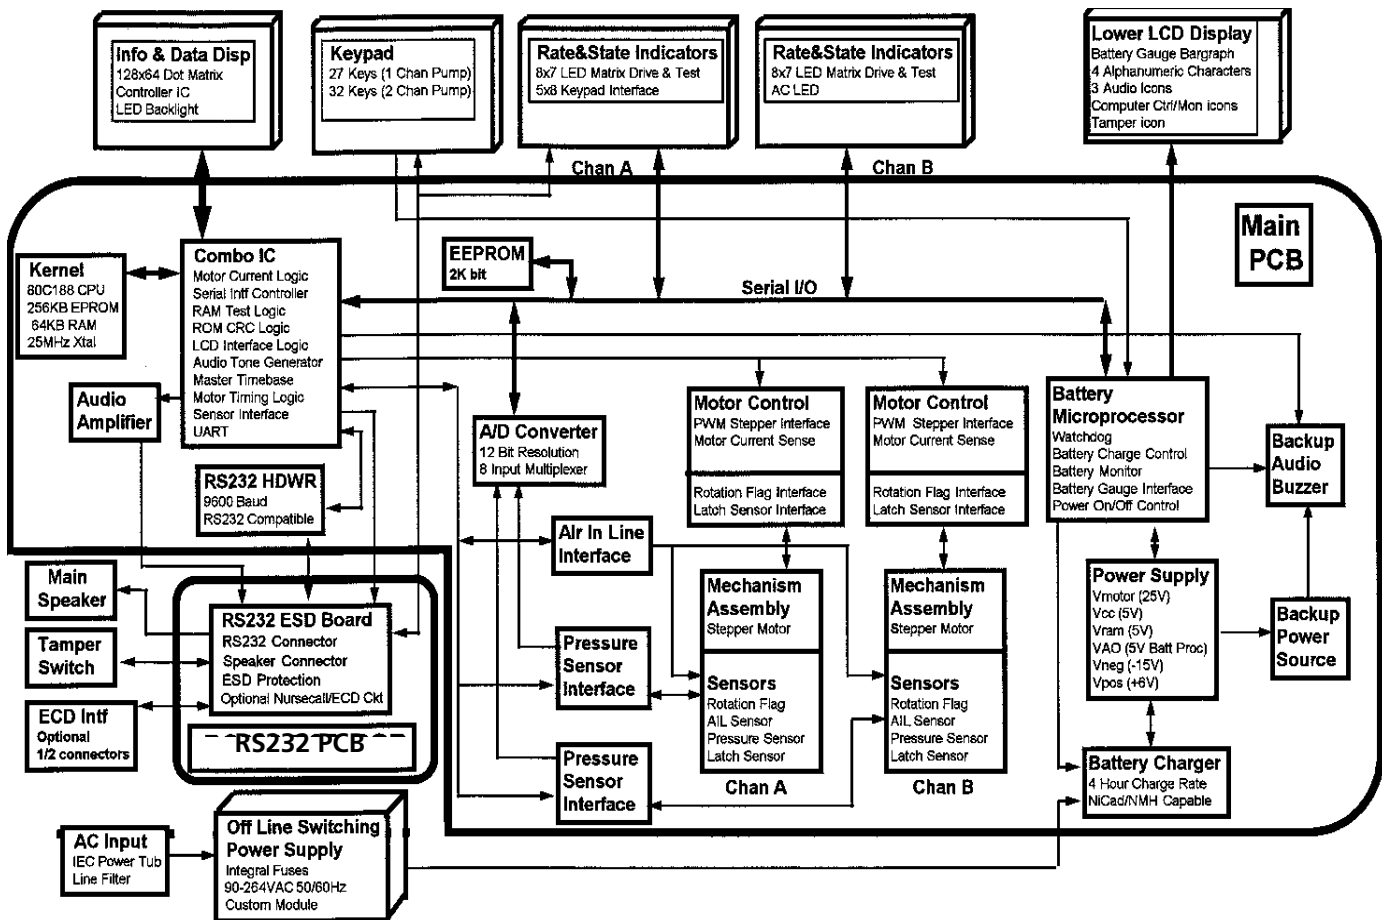 Info & Data Disp
128x64 Dot Matrix
Controller IC
LED Backlight
Keypad
27 Keys (1 Chan Pump)
32 Keys (2 Chan Pump)
Rate&State Indicators
8x7 LED Matrix Drive & Test
5x8 Keypad Interface
Rate&State Indicators
8x7 LED Matrix Drive & Test
AC LED
Lower LCD Display
Battery Gauge Bargraph
4 Alphanumeric Characters
3 Audio Icons
Computer Ctrl/Mon icons
Tamper icon
Chan A
Chan B
Main
PCB
Kernel
80C188 CPU
256KB EPROM
64KB RAM
25MHz Xtal
Combo IC
Motor Current Logic
Serial Intf Controller
RAM Test Logic
ROM CRC Logic
LCD Interface Logic
Audio Tone Generator
Master Timebase
Motor Timing Logic
Sensor Interface
UART
EEPROM
2K bit
Serial I/O
Audio
Amplifier
A/D Converter
12 Bit Resolution
8 Input Multiplexer
Motor Control
PWM Stepper Interface
Motor Current Sense
Rotation Flag Interface
Latch Sensor Interface
Motor Control
PWM Stepper Interface
Motor Current Sense
Rotation Flag Interface
Latch Sensor Interface
Battery
Microprocessor
Watchdog
Battery Charge Control
Battery Monitor
Battery Gauge Interface
Power On/Off Control
Backup
Audio
Buzzer
RS232 HDWR
9600 Baud
RS232 Compatible
Air In Line
Interface
Main
Speaker
Tamper
Switch
ECD Intf
Optional
1/2 connectors
RS232 ESD Board
RS232 Connector
Speaker Connector
ESD Protection
Optional Nursecall/ECD Ckt
RS232 PCB
Pressure
Sensor
Interface
Pressure
Sensor
Interface
Mechanism
Assembly
Stepper Motor
Sensors
Rotation Flag
AIL Sensor
Pressure Sensor
Latch Sensor
Chan A
Mechanism
Assembly
Stepper Motor
Sensors
Rotation Flag
AIL Sensor
Pressure Sensor
Latch Sensor
Chan B
Power Supply
Vmotor (25V)
Vcc (5V)
Vram (5V)
VAO (5V Batt Proc)
Vneg (-15V)
Vpos (+6V)
Backup
Power
Source
Battery Charger
4 Hour Charge Rate
NiCad/NMH Capable
AC Input
IEC Power Tub
Line Filter
Off Line Switching
Power Supply
Integral Fuses
90-264VAC 50/60Hz
Custom Module